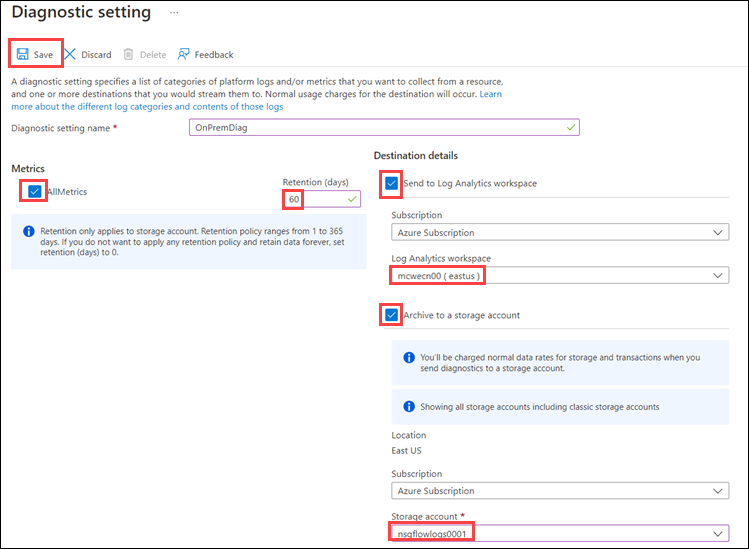 Diagnostic setting ...
Save Discard Delete Feedback
A diagnostic setting specifies a list of categories of platform logs and/or metrics that you want to collect from a resource,
and one or more destinations that you would stream them to. Normal usage charges for the destination will occur. Learn
more about the different log categories and contents of those logs
Diagnostic setting name * OnPremDiag
Metrics
AllMetrics
Retention (days)
60
Retention only applies to storage account. Retention policy ranges from 1 to 365
days. If you do not want to apply any retention policy and retain data forever, set
retention (days) to 0.
Destination details
Send to Log Analytics workspace
Subscription
Azure Subscription
Log Analytics workspace
mcwecn00 ( eastus )
Archive to a storage account
You'll be charged normal data rates for storage and transactions when you
send diagnostics to a storage account.
Showing all storage accounts including classic storage accounts
Location
East US
Subscription
Azure Subscription
Storage account *
nsgflowlogs0001